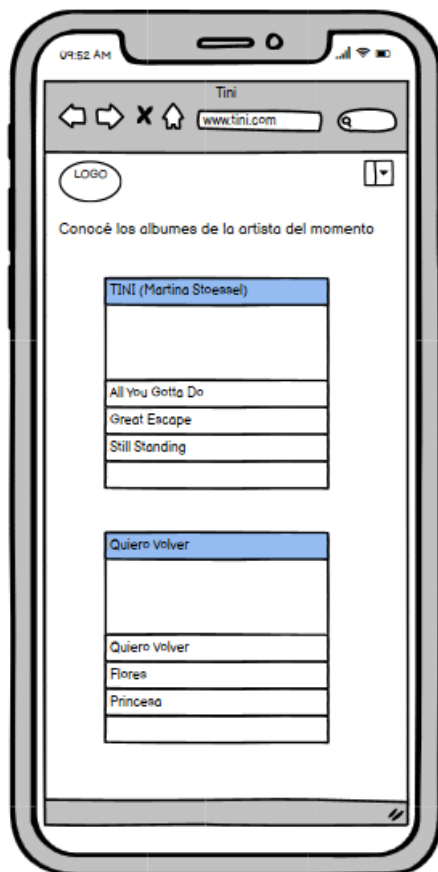 09:52 AM
Tini
www.tini.com
LOGO
Conocé los albumes de la artista del momento
TINI (Martina Stoessel)
All You Gotta Do
Great Escape
Still Standing
Quiero Volver
Quiero Volver
Flores
Princesa